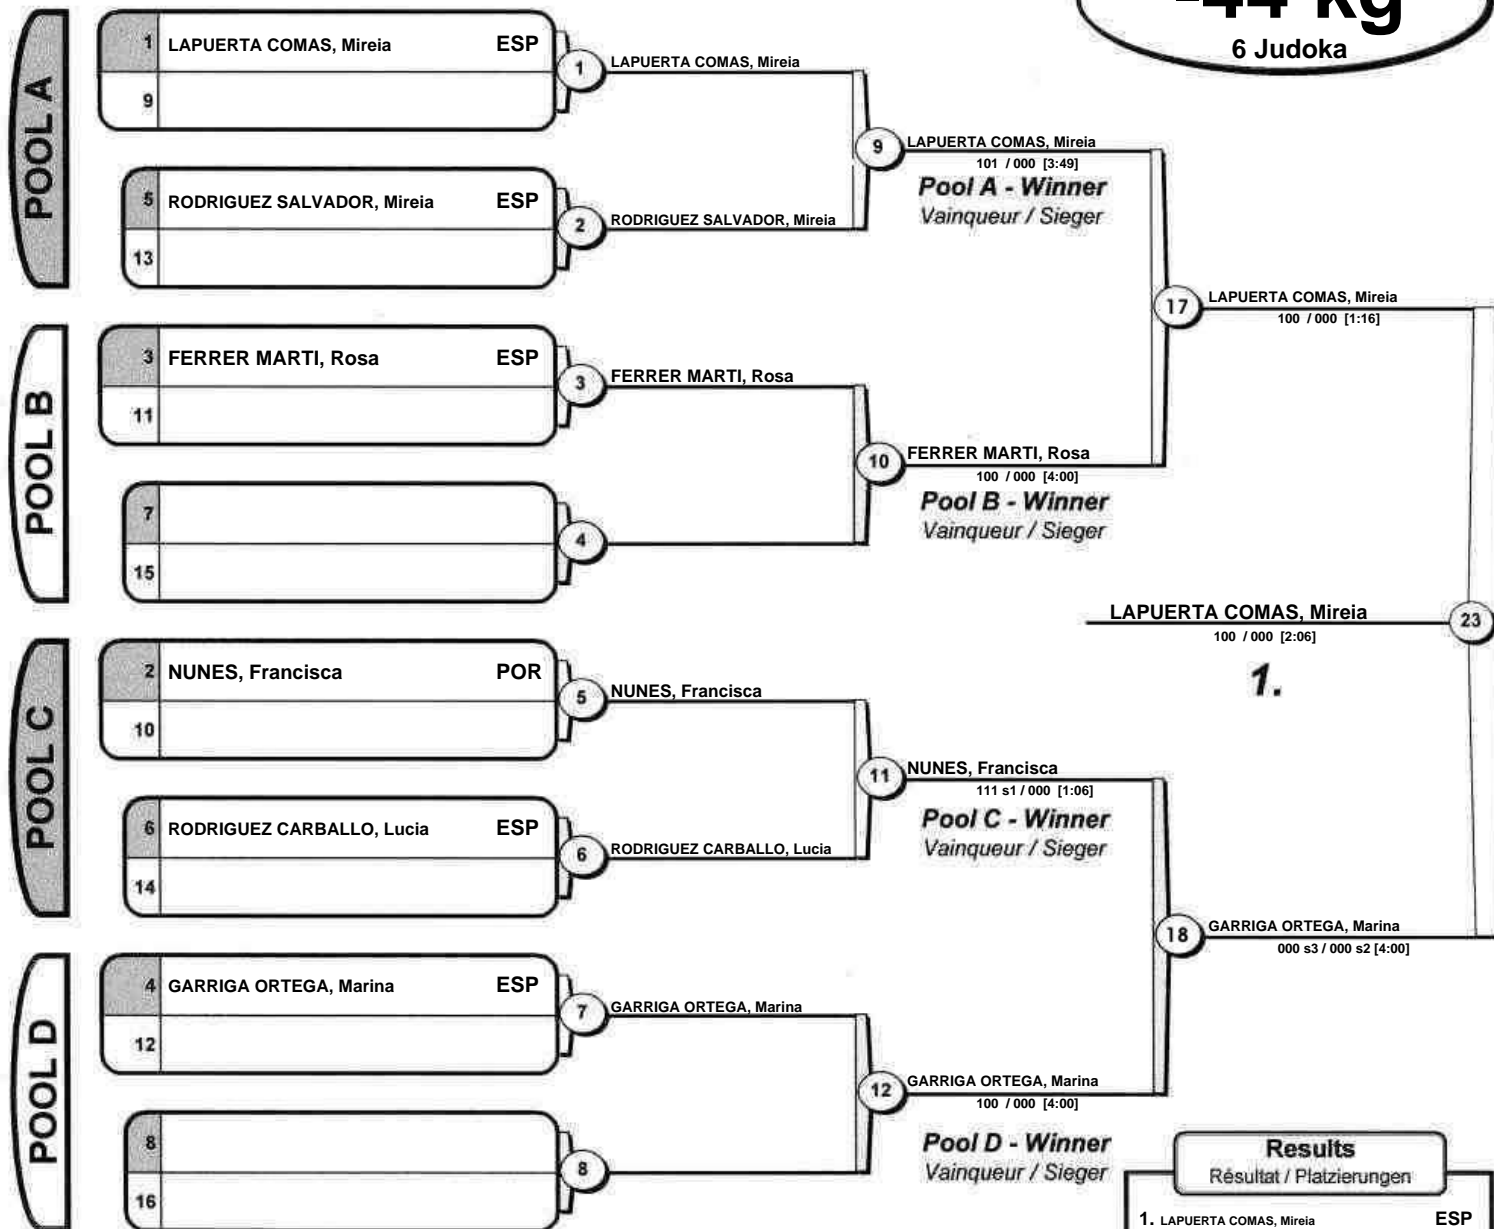 -44 kg
6 Judoka
POOL A
1 LAPUERTA COMAS, Mireia ESP
9
1 LAPUERTA COMAS, Mireia
5 RODRIGUEZ SALVADOR, Mireia ESP
13
2 RODRIGUEZ SALVADOR, Mireia
9 LAPUERTA COMAS, Mireia
101 / 000 [3:49]
Pool A - Winner
Vainqueur / Sieger
POOL B
3 FERRER MARTI, Rosa ESP
11
3 FERRER MARTI, Rosa
7
15
4
10 FERRER MARTI, Rosa
100 / 000 [4:00]
Pool B - Winner
Vainqueur / Sieger
17 LAPUERTA COMAS, Mireia
100 / 000 [1:16]
LAPUERTA COMAS, Mireia 23
100 / 000 [2:06]
1.
POOL C
2 NUNES, Francisca POR
10
5 NUNES, Francisca
6 RODRIGUEZ CARBALLO, Lucia ESP
14
6 RODRIGUEZ CARBALLO, Lucia
11 NUNES, Francisca
111 s1 / 000 [1:06]
Pool C - Winner
Vainqueur / Sieger
18 GARRIGA ORTEGA, Marina
000 s3 / 000 s2 [4:00]
POOL D
4 GARRIGA ORTEGA, Marina ESP
12
7 GARRIGA ORTEGA, Marina
8
16
8
12 GARRIGA ORTEGA, Marina
100 / 000 [4:00]
Pool D - Winner
Vainqueur / Sieger
Results
Résultat / Platzierungen
1. LAPUERTA COMAS, Mireia ESP